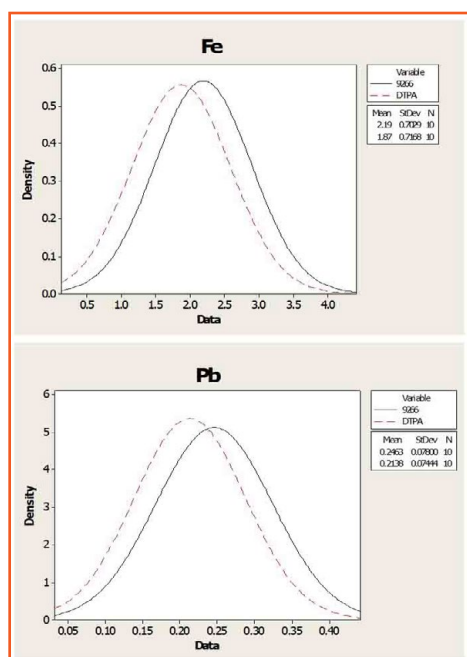 Fe
Variable
9266
DTPA
Mean StDev N
2.19 0.7029 10
1.87 0.7168 10
0.6
0.5
0.4
0.3
0.2
0.1
0.0
Density
0.5 1.0 1.5 2.0 2.5 3.0 3.5 4.0
Data
Pb
Variable
9266
DTPA
Mean StDev N
0.2463 0.07800 10
0.2138 0.07444 10
6
5
4
3
2
1
0
Density
0.05 0.10 0.15 0.20 0.25 0.30 0.35 0.40
Data